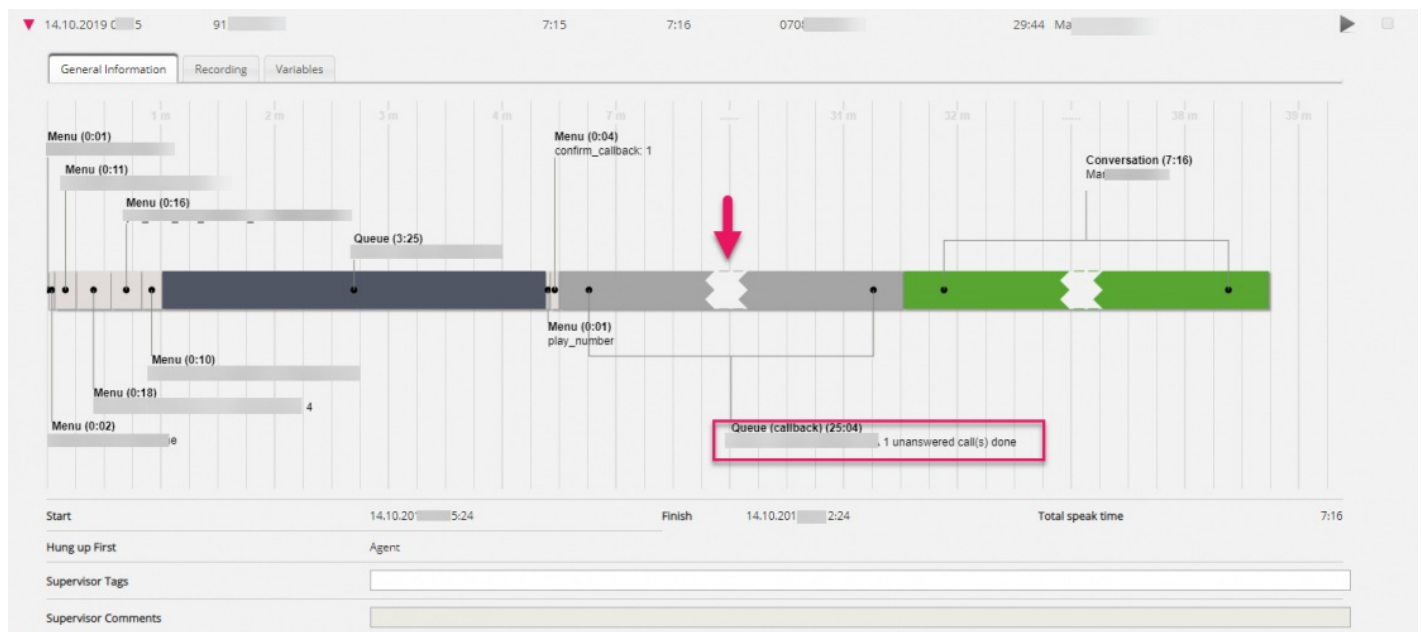 14.10.2019 0 5 91 7:15 7:16 070 29:44 Ma
General Information Recording Variables
1 m 2 m 3 m 4 m 7 m ...... 31 m 32 m ...... 38 m 39 m
Menu (0:01)
Menu (0:04)
confirm_callback: 1
Menu (0:11)
Conversation (7:16)
Mar
Menu (0:16)
Queue (3:25)
Menu (0:01)
play_number
Menu (0:10)
Menu (0:18)
4
Menu (0:02)
e
Queue (callback) (25:04)
, 1 unanswered call(s) done
Start 14.10.201 5:24 Finish 14.10.201 2:24 Total speak time 7:16
Hung up First Agent
Supervisor Tags
Supervisor Comments